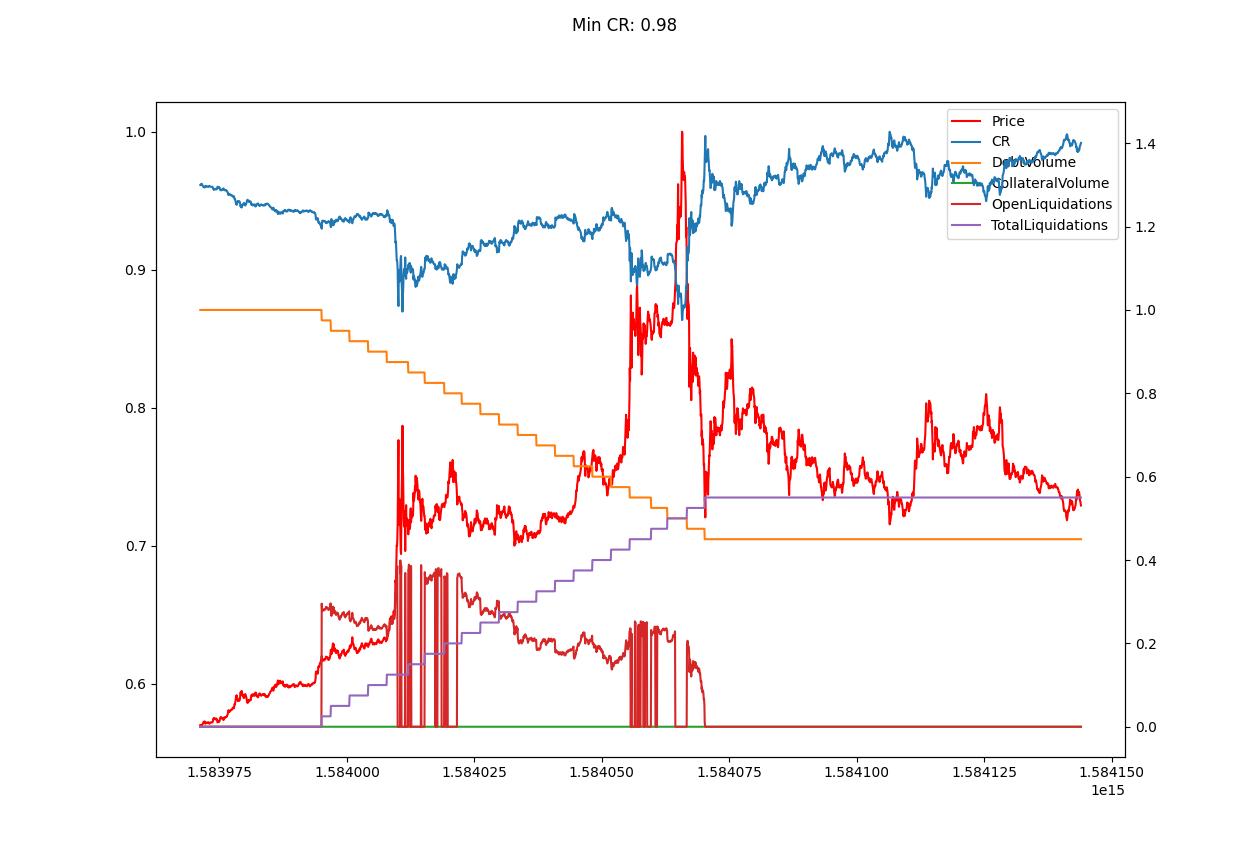 Min CR: 0.98
1.0
0.9
0.8
0.7
0.6
1.4
1.2
1.0
0.8
0.6
0.4
0.2
0.0
Price
CR
DebtVolume
CollateralVolume
OpenLiquidations
TotalLiquidations
1.583975 1.584000 1.584025 1.584050 1.584075 1.584100 1.584125 1.584150
1e15